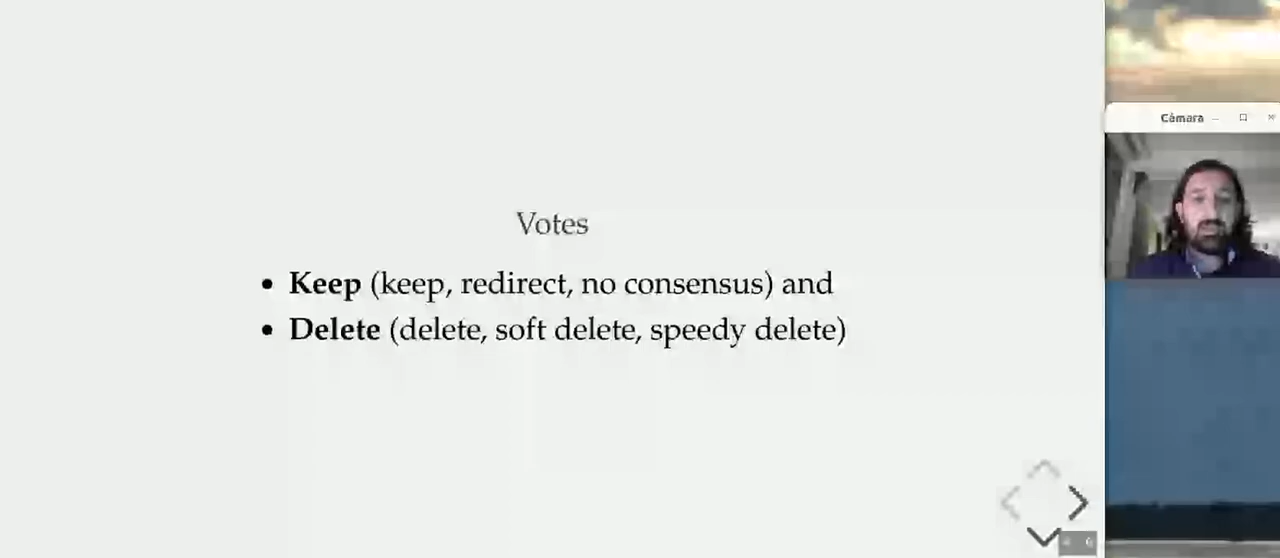 Votes
Keep (keep, redirect, no consensus) and
Delete (delete, soft delete, speedy delete)
Cámara